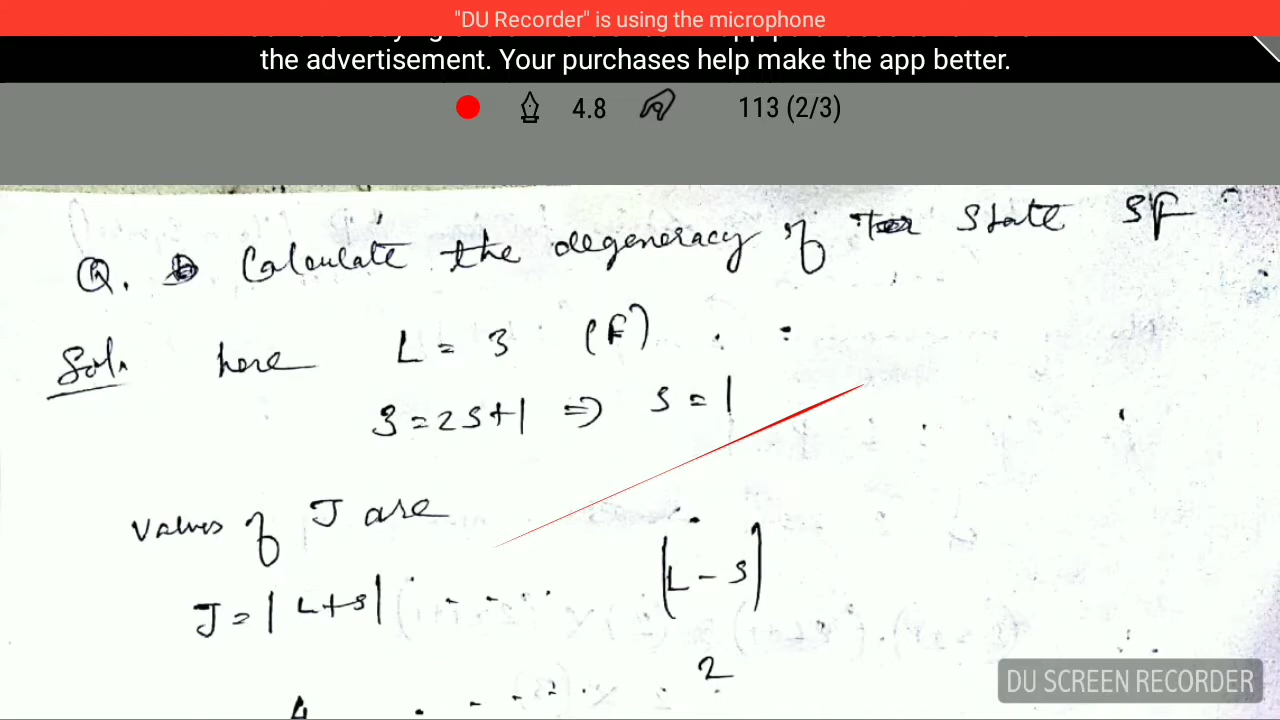 "DU Recorder" is using the microphone
the advertisement. Your purchases help make the app better.
4.8 113 (2/3)
Q. Calculate the degeneracy of state 3F
Sol. here L = 3 (F)
3 = 2S+1 ⇒ S = 1
values of J are
J = |L+S| ..... |L-S|
4 ..... 2
DU SCREEN RECORDER